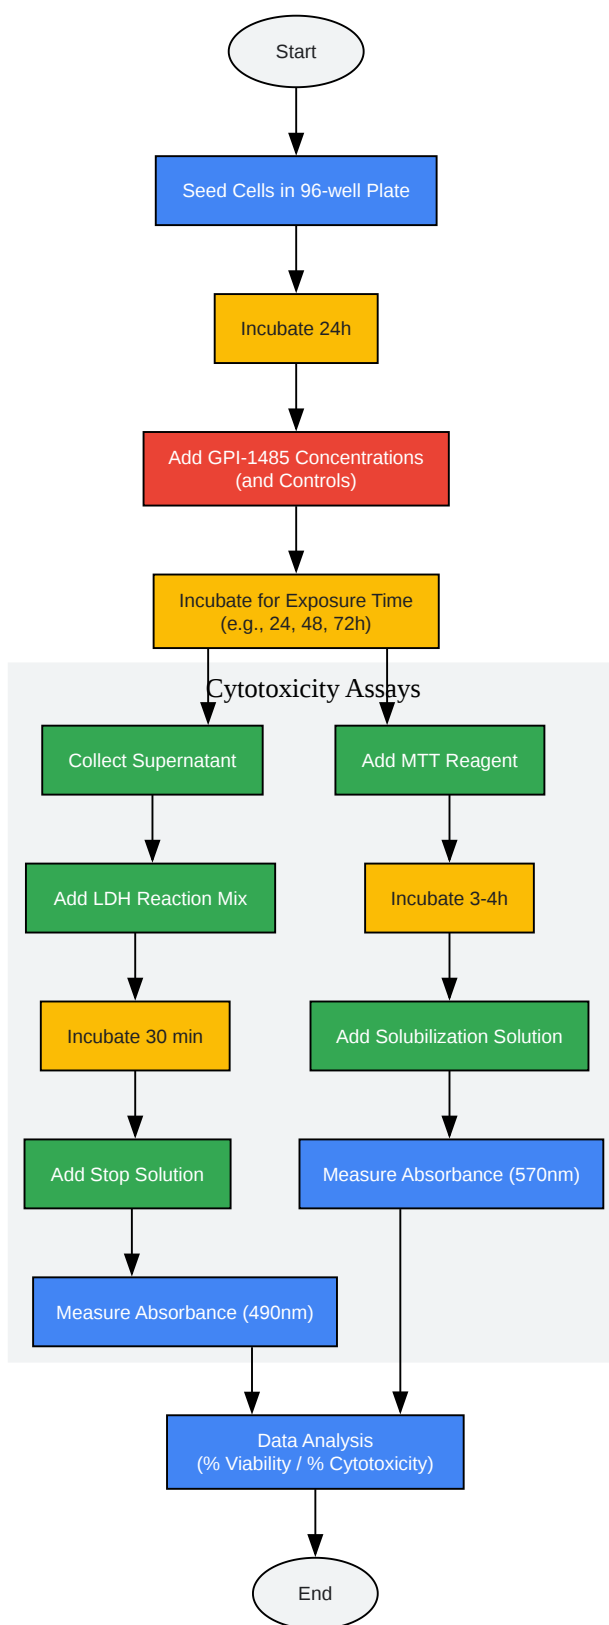 Start
Seed Cells in 96-well Plate
Incubate 24h
Add GPI-1485 Concentrations
(and Controls)
Incubate for Exposure Time
(e.g., 24, 48, 72h)
Cytotoxicity Assays
Collect Supernatant
Add LDH Reaction Mix
Incubate 30 min
Add Stop Solution
Measure Absorbance (490nm)
Add MTT Reagent
Incubate 3-4h
Add Solubilization Solution
Measure Absorbance (570nm)
Data Analysis
(% Viability / % Cytotoxicity)
End